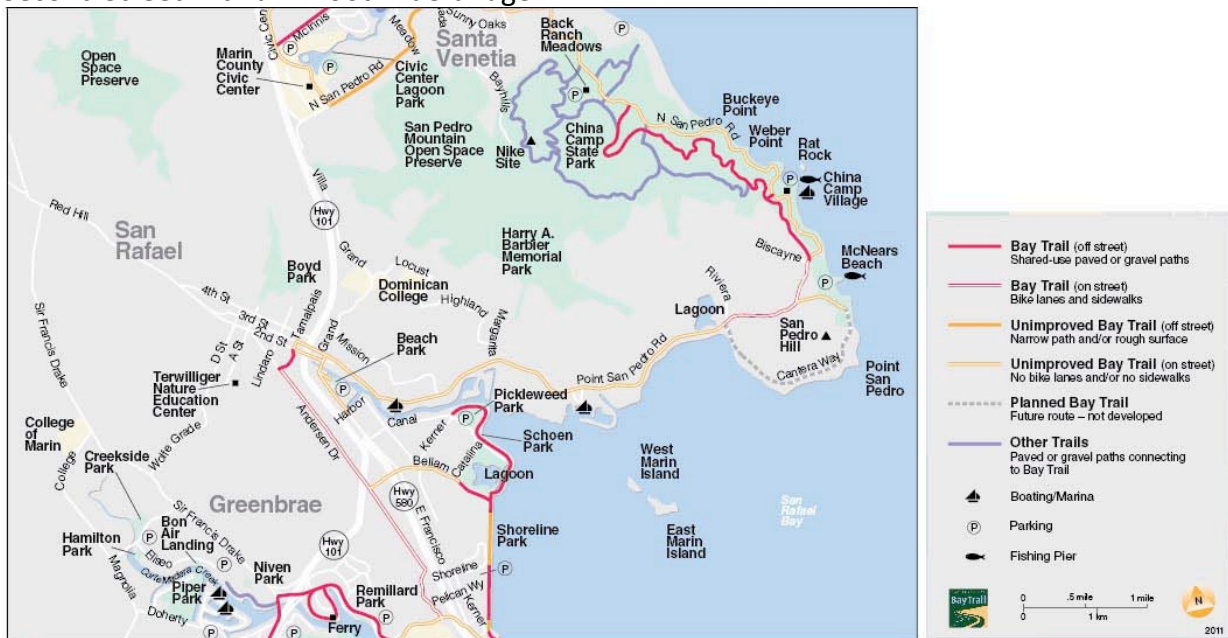 Sunny Oaks
Civic Cen
McInnis
Meadow
Santa
Venetia
Back
Ranch
Meadows
Open
Space
Preserve
Marin
County
Civic
Center
N San Pedro Rd
Civic
Center
Lagoon
Park
Bayhills
Buckeye
Point
N San Pedro Rd
Weber
Point
San Pedro
Mountain
Open Space
Preserve
Nike
Site
China
Camp
State
Park
Rat
Rock
China
Camp
Village
Villa
Red Hill
Hwy
101
San
Rafael
Harry A.
Barbier
Memorial
Park
Biscayne
McNears
Beach
Grand
Locust
Boyd
Park
Dominican
College
Highland
Riviera
Lagoon
4th St
3rd St
2nd St
Tamalpais
Grand
Mission
Margarita
San
Pedro
Hill
Sir Francis Drake
D St
A St
Lindaro
Beach
Park
Point San Pedro Rd
Cantera Way
Point
San
Pedro
Terwilliger
Nature
Education
Center
Harbor
Canal
Pickleweed
Park
Kerner
Schoen
Park
College
of Marin
Wolfe Grade
Andersen Dr
Catalina
Bellam
Lagoon
West
Marin
Island
Creekside
Park
College
Greenbrae
Hwy
580
San
Rafael
Bay
Sir Francis Drake
Bon
Air
Landing
Hwy
101
E Francisco
Shoreline
Park
East
Marin
Island
Hamilton
Park
Eliseo
Corte Madera Creek
Niven
Park
Magnolia
Piper
Park
Remillard
Park
Shoreline
Pelican Wy
Kerner
Doherty
Ferry
Bay Trail (off street)
Shared-use paved or gravel paths
Bay Trail (on street)
Bike lanes and sidewalks
Unimproved Bay Trail (off street)
Narrow path and/or rough surface
Unimproved Bay Trail (on street)
No bike lanes and/or no sidewalks
Planned Bay Trail
Future route – not developed
Other Trails
Paved or gravel paths connecting
to Bay Trail
Boating/Marina
P Parking
Fishing Pier
Bay Trail
0 .5 mile 1 mile
0 1 km
N
2011